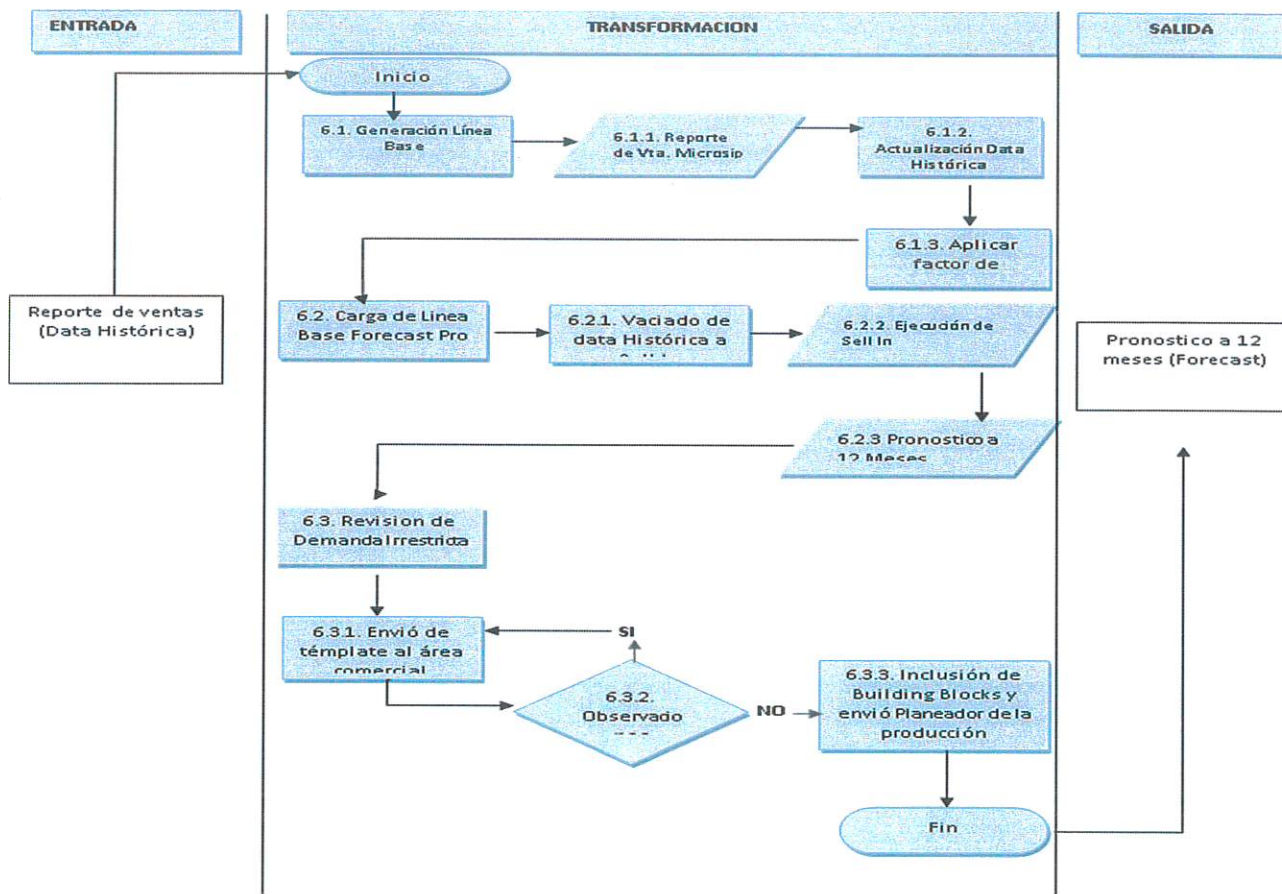 ENTRADA
TRANSFORMACION
SALIDA
Inicio
6.1. Generación Línea
Base
6.1.1. Reporte
de Vta. Microsip
6.1.2.
Actualización Data
Histórica
6.1.3. Aplicar
factor de
Reporte de ventas
(Data Histórica)
6.2. Carga de Linea
Base Forecast Pro
6.2.1. Vaciado de
data Histórica a
6.2.2. Ejecución de
Sell In
Pronostico a 12
meses (Forecast)
6.2.3 Pronostico a
12 Meses
6.3. Revision de
Demanda Irrestricta
6.3.1. Envió de
témplate al área
comercial
SI
6.3.2.
Observacio
NO
6.3.3. Inclusión de
Building Blocks y
envió Planeador de la
producción
Fin